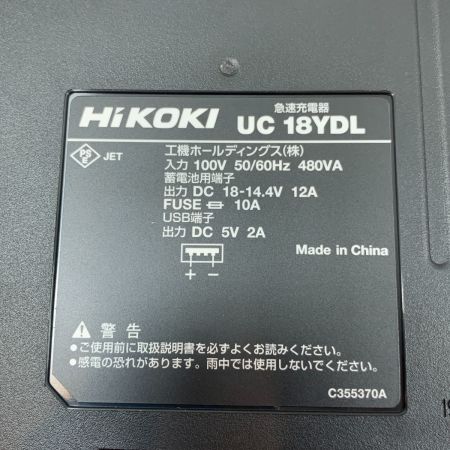 HiKOKI 急速充電器 UC 18YDL
PS E JET
工機ホールディングス(株)
入力 100V 50/60Hz 480VA
蓄電池用端子
出力 DC 18-14.4V 12A
FUSE 10A
USB端子
出力 DC 5V 2A
+ −
Made in China
警告
●ご使用前に取扱説明書を必ずよくお読みください。
●感電の恐れがあります。雨中では使用しないでください。
C355370A